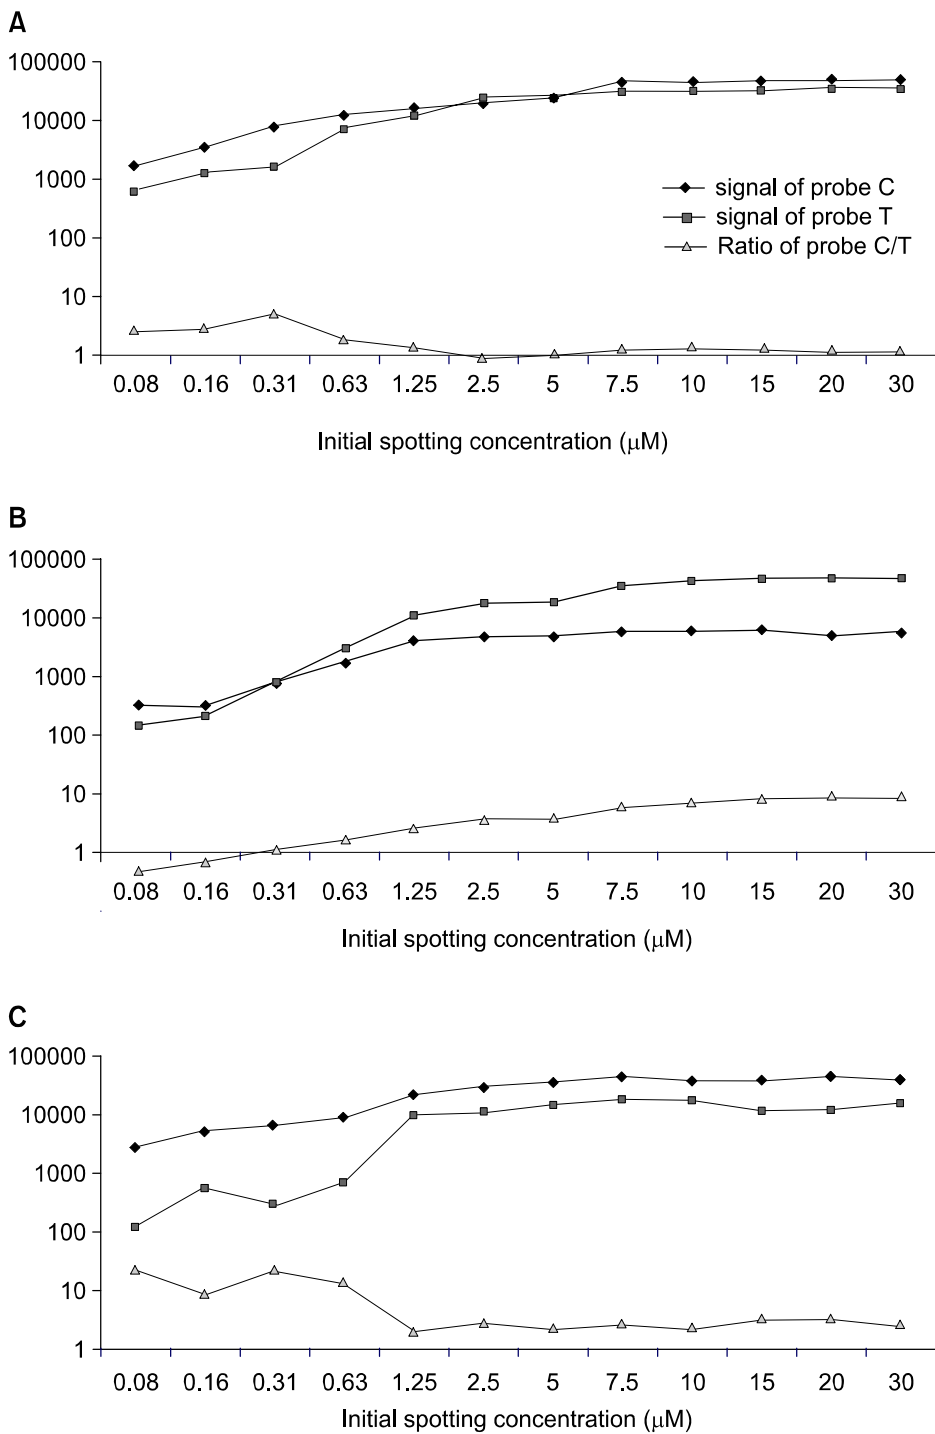 A
100000
10000
1000
100
10
1
signal of probe C
signal of probe T
Ratio of probe C/T
0.08 0.16 0.31 0.63 1.25 2.5 5 7.5 10 15 20 30
Initial spotting concentration (μM)
B
100000
10000
1000
100
10
1
0.08 0.16 0.31 0.63 1.25 2.5 5 7.5 10 15 20 30
Initial spotting concentration (μM)
C
100000
10000
1000
100
10
1
0.08 0.16 0.31 0.63 1.25 2.5 5 7.5 10 15 20 30
Initial spotting concentration (μM)